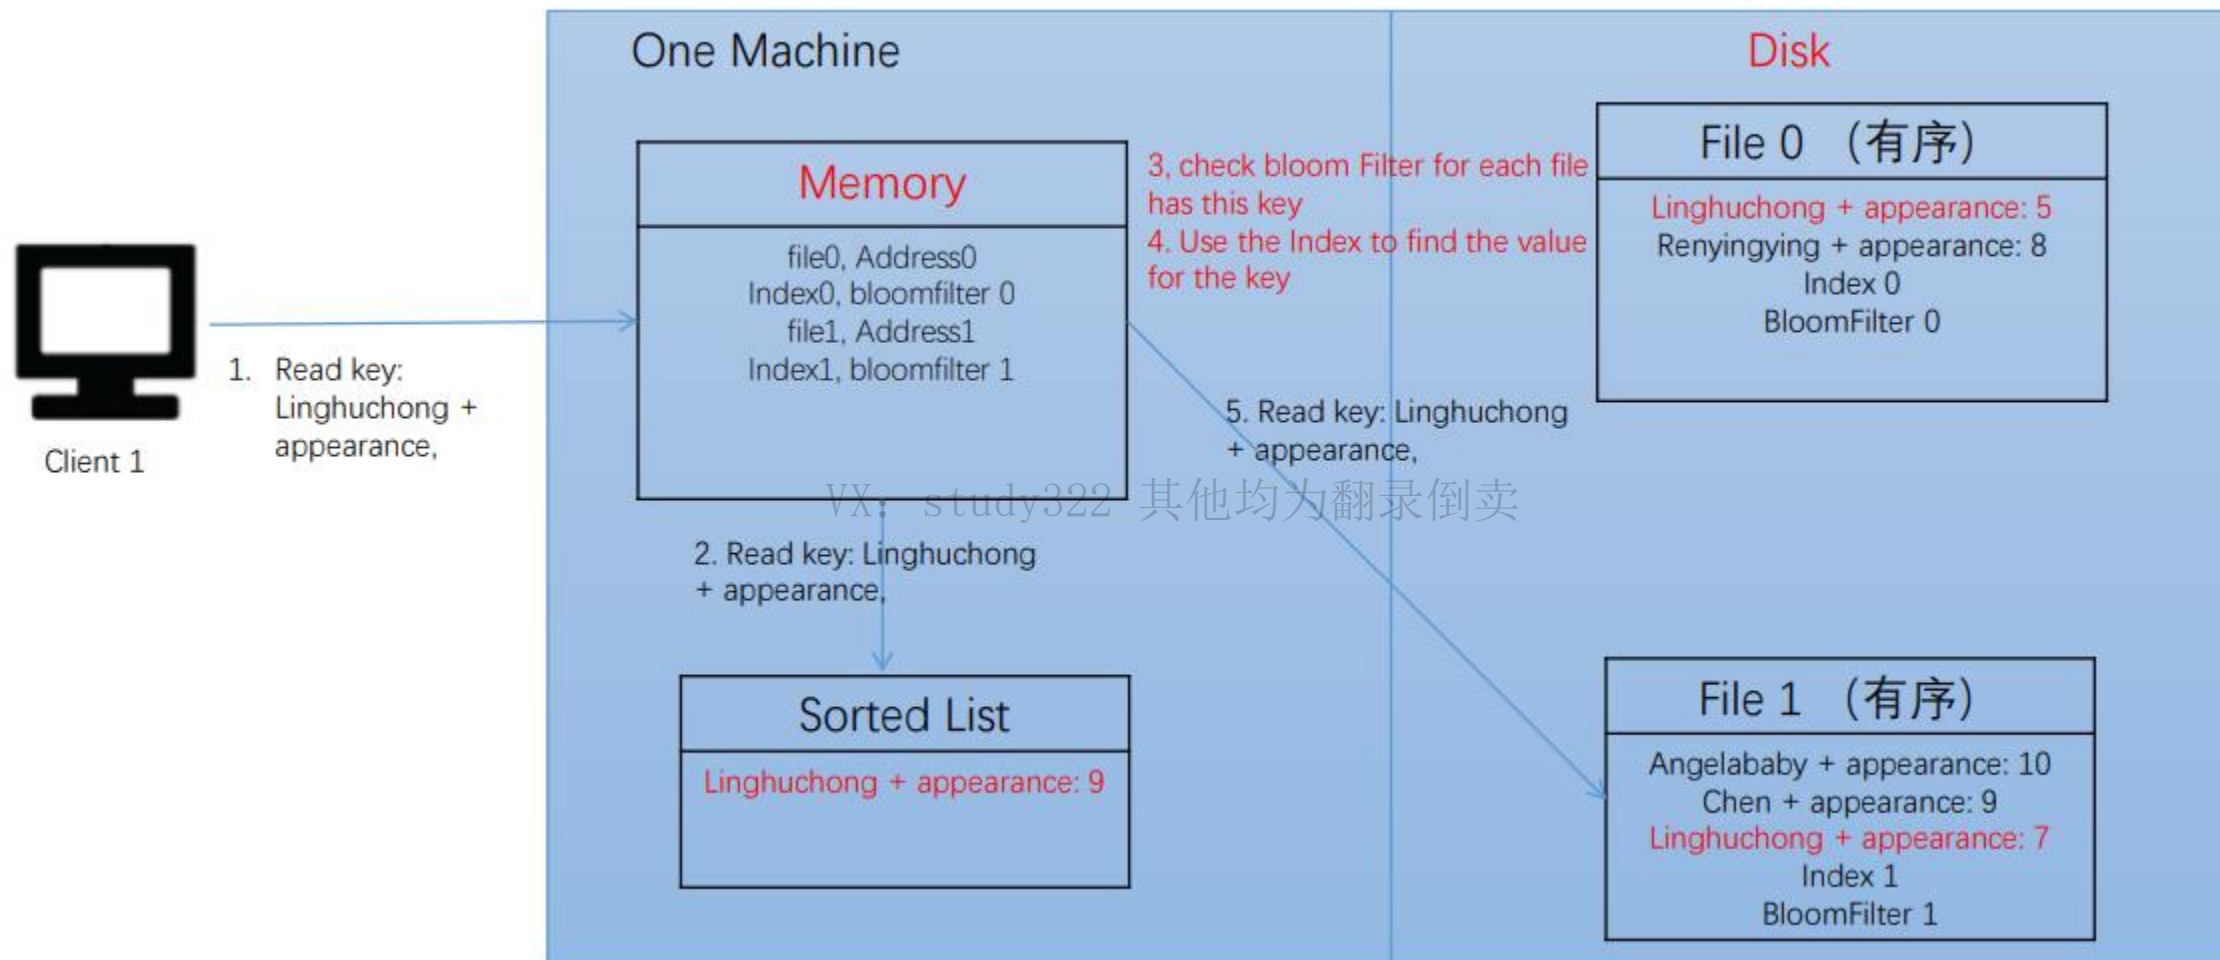 One Machine
Disk
Memory
file0, Address0
Index0, bloomfilter 0
file1, Address1
Index1, bloomfilter 1
3, check bloom Filter for each file
has this key
4. Use the Index to find the value
for the key
File 0 （有序）
Linghuchong + appearance: 5
Renyingying + appearance: 8
Index 0
BloomFilter 0
Client 1
1. Read key:
Linghuchong +
appearance,
5. Read key: Linghuchong
+ appearance,
VX: study322 其他均为翻录倒卖
2. Read key: Linghuchong
+ appearance,
Sorted List
Linghuchong + appearance: 9
File 1 （有序）
Angelababy + appearance: 10
Chen + appearance: 9
Linghuchong + appearance: 7
Index 1
BloomFilter 1